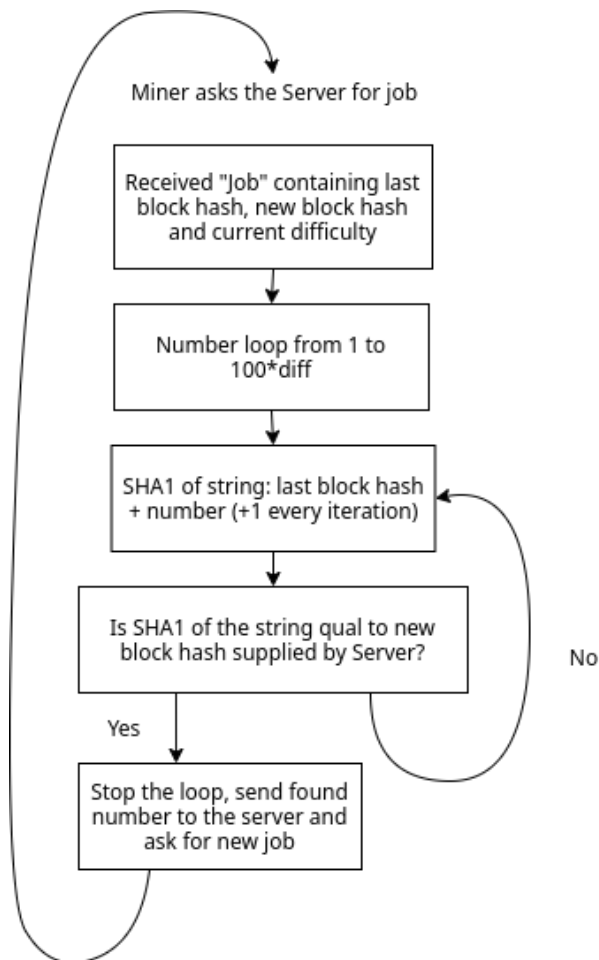 Miner asks the Server for job
Received "Job" containing last
block hash, new block hash
and current difficulty
Number loop from 1 to
100*diff
SHA1 of string: last block hash
+ number (+1 every iteration)
Is SHA1 of the string qual to new
block hash supplied by Server?
No
Yes
Stop the loop, send found
number to the server and
ask for new job